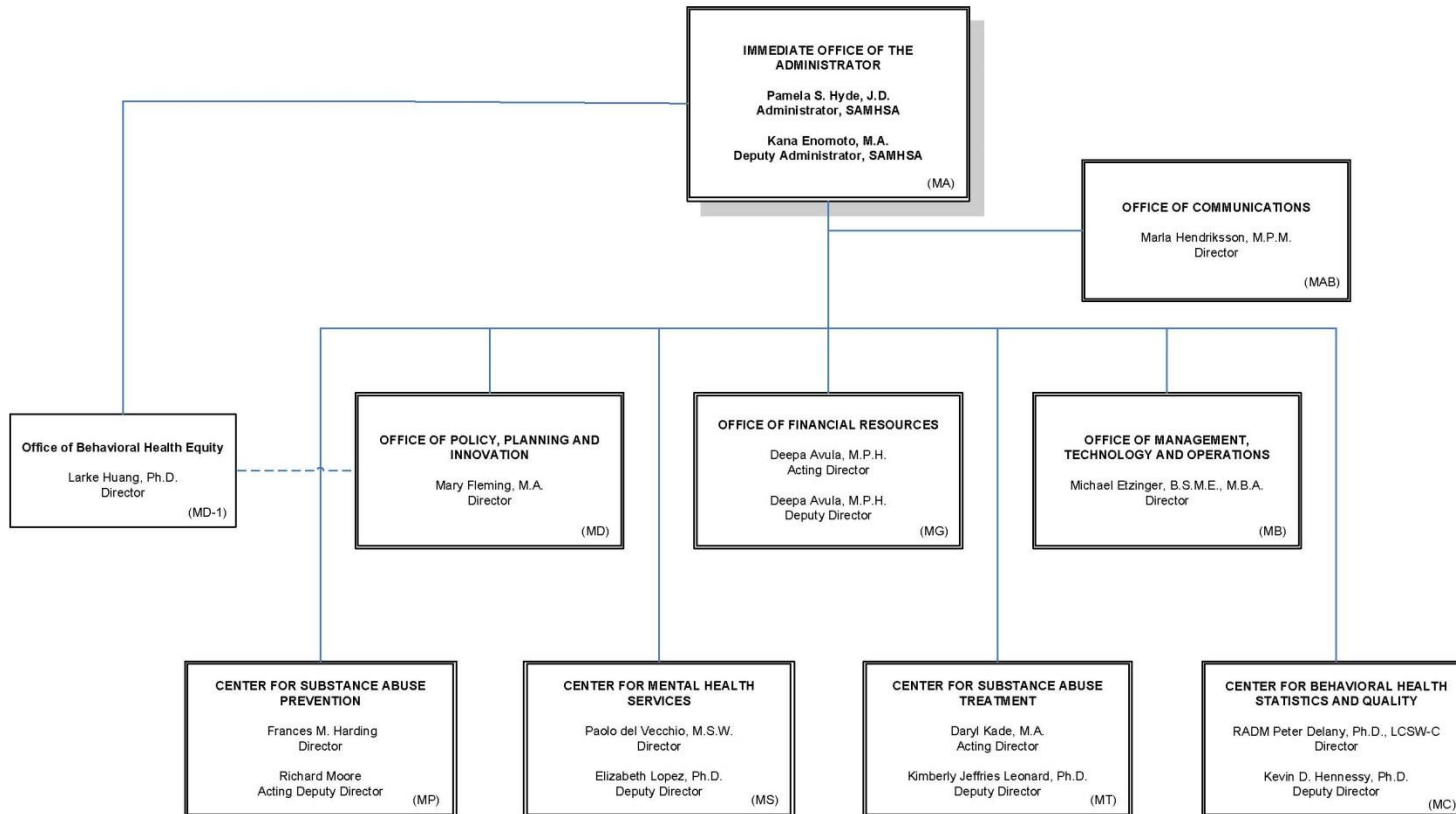 IMMEDIATE OFFICE OF THE
ADMINISTRATOR
Pamela S. Hyde, J.D.
Administrator, SAMHSA
Kana Enomoto, M.A.
Deputy Administrator, SAMHSA
(MA)
OFFICE OF COMMUNICATIONS
Marla Hendriksson, M.P.M.
Director
(MAB)
Office of Behavioral Health Equity
Larke Huang, Ph.D.
Director
(MD-1)
OFFICE OF POLICY, PLANNING AND
INNOVATION
Mary Fleming, M.A.
Director
(MD)
OFFICE OF FINANCIAL RESOURCES
Deepa Avula, M.P.H.
Acting Director
Deepa Avula, M.P.H.
Deputy Director
(MG)
OFFICE OF MANAGEMENT,
TECHNOLOGY AND OPERATIONS
Michael Etzinger, B.S.M.E., M.B.A.
Director
(MB)
CENTER FOR SUBSTANCE ABUSE
PREVENTION
Frances M. Harding
Director
Richard Moore
Acting Deputy Director
(MP)
CENTER FOR MENTAL HEALTH
SERVICES
Paolo del Vecchio, M.S.W.
Director
Elizabeth Lopez, Ph.D.
Deputy Director
(MS)
CENTER FOR SUBSTANCE ABUSE
TREATMENT
Daryl Kade, M.A.
Acting Director
Kimberly Jeffries Leonard, Ph.D.
Deputy Director
(MT)
CENTER FOR BEHAVIORAL HEALTH
STATISTICS AND QUALITY
RADM Peter Delany, Ph.D., LCSW-C
Director
Kevin D. Hennessy, Ph.D.
Deputy Director
(MC)